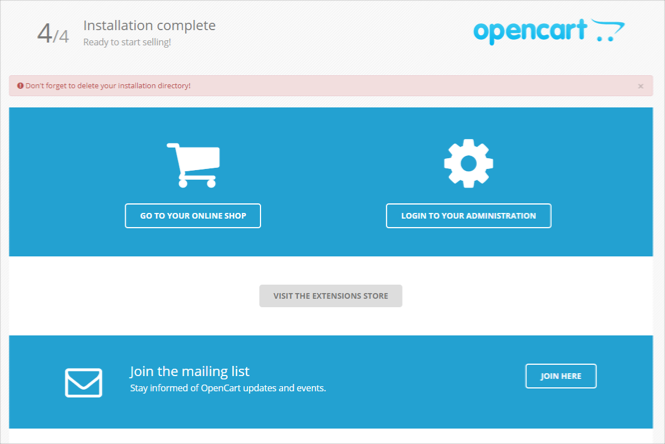 4/4
Installation complete
Ready to start selling!
opencart
Don't forget to delete your installation directory!
×
GO TO YOUR ONLINE SHOP
LOGIN TO YOUR ADMINISTRATION
VISIT THE EXTENSIONS STORE
Join the mailing list
Stay informed of OpenCart updates and events.
JOIN HERE